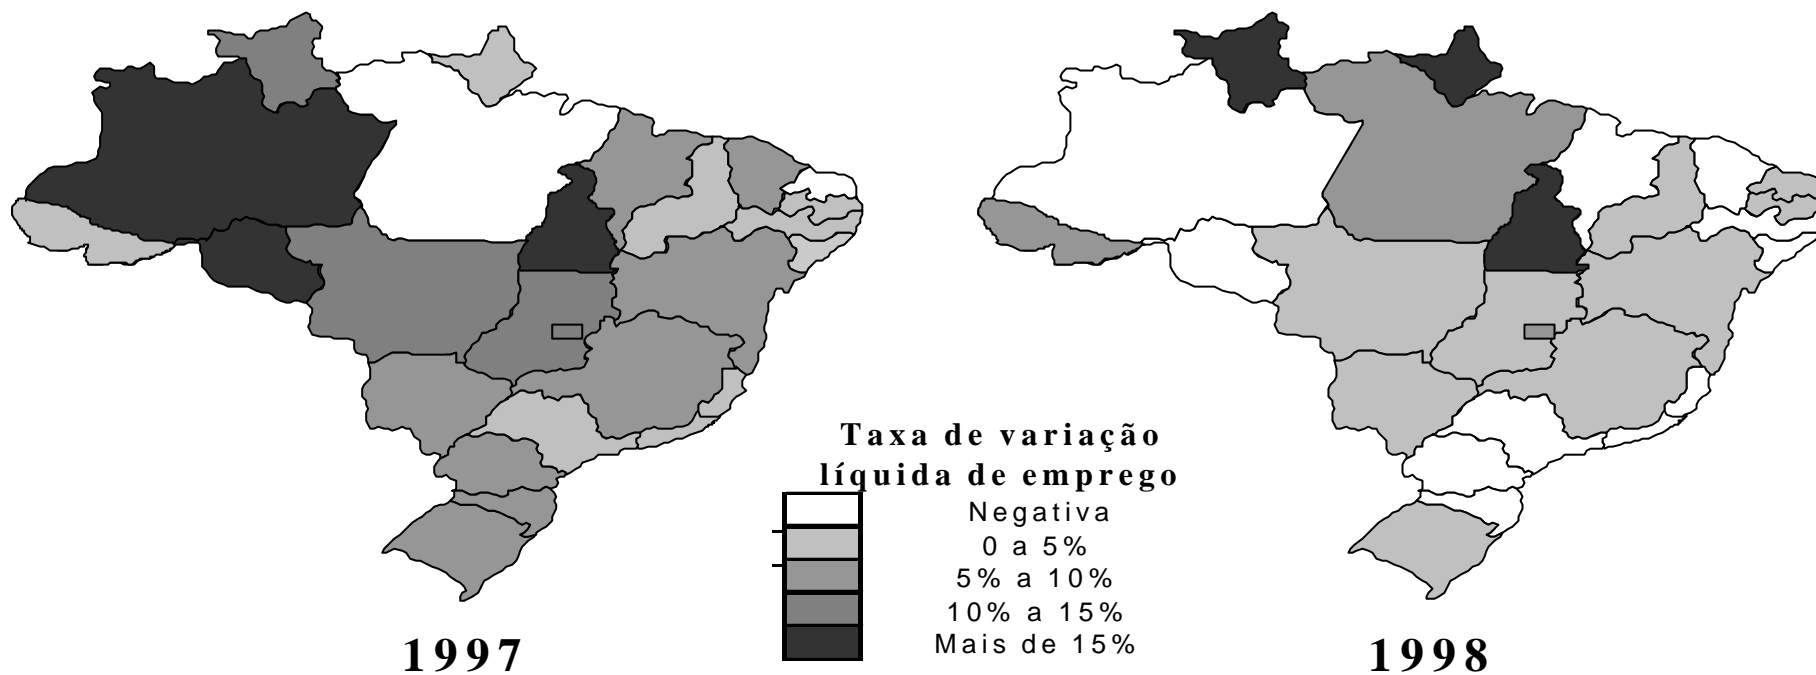 Taxa de variação
líquida de emprego
Negativa
0 a 5%
5% a 10%
10% a 15%
Mais de 15%
1997
1998